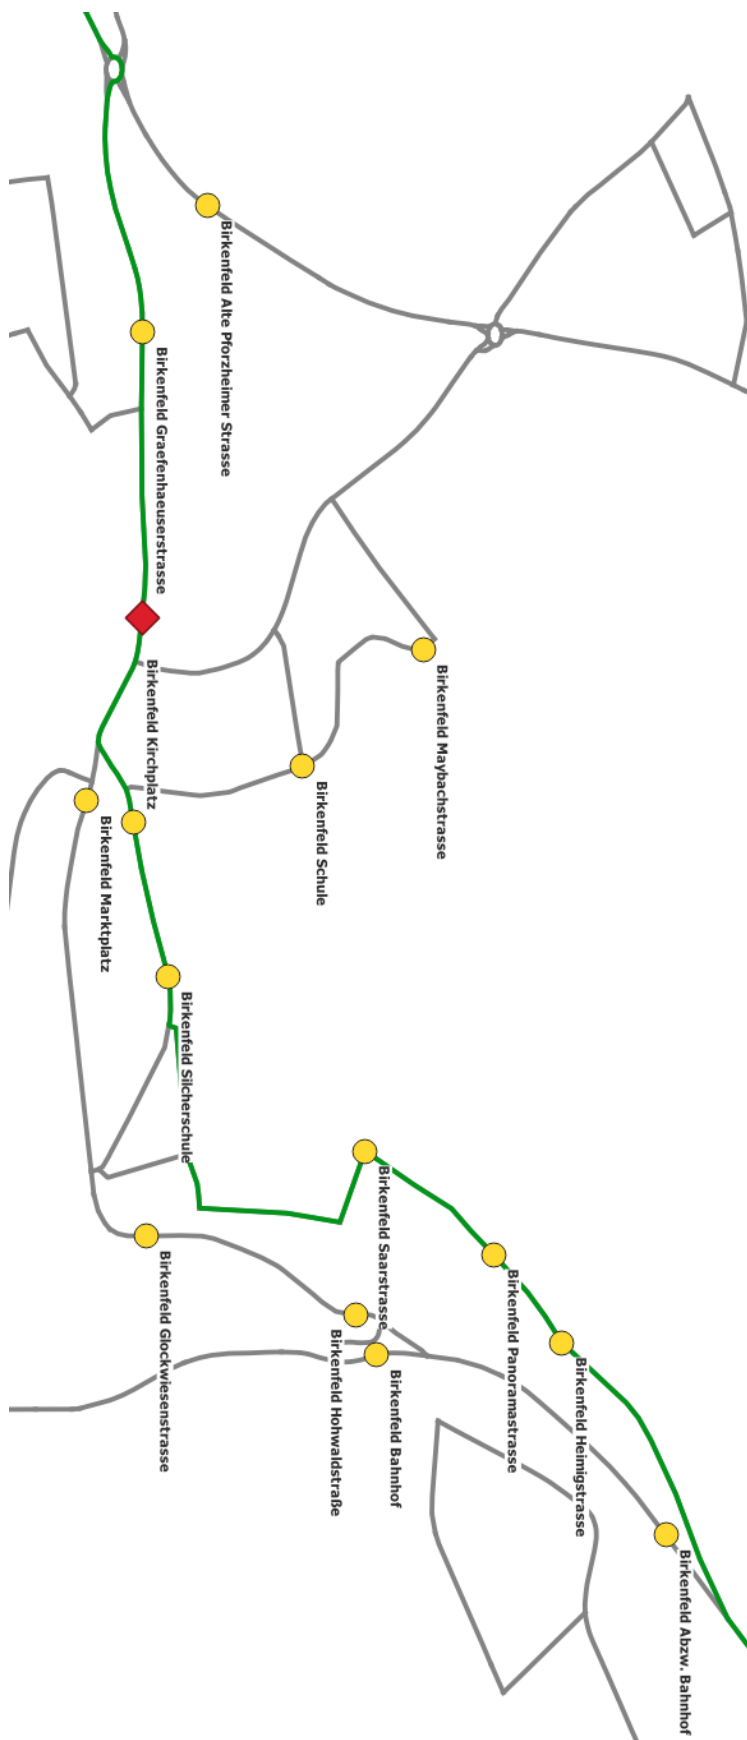 Birkenfeld Alte Pforzheimer Strasse
Birkenfeld Graefenhaeuserstrasse
Birkenfeld Kirchplatz
Birkenfeld Maybachstrasse
Birkenfeld Schule
Birkenfeld Marktplatz
Birkenfeld Silcherschule
Birkenfeld Saarstrasse
Birkenfeld Glockwiesenstrasse
Birkenfeld Panoramastrasse
Birkenfeld Hohwaldstraße
Birkenfeld Bahnhof
Birkenfeld Heimigstrasse
Birkenfeld Abzw. Bahnhof